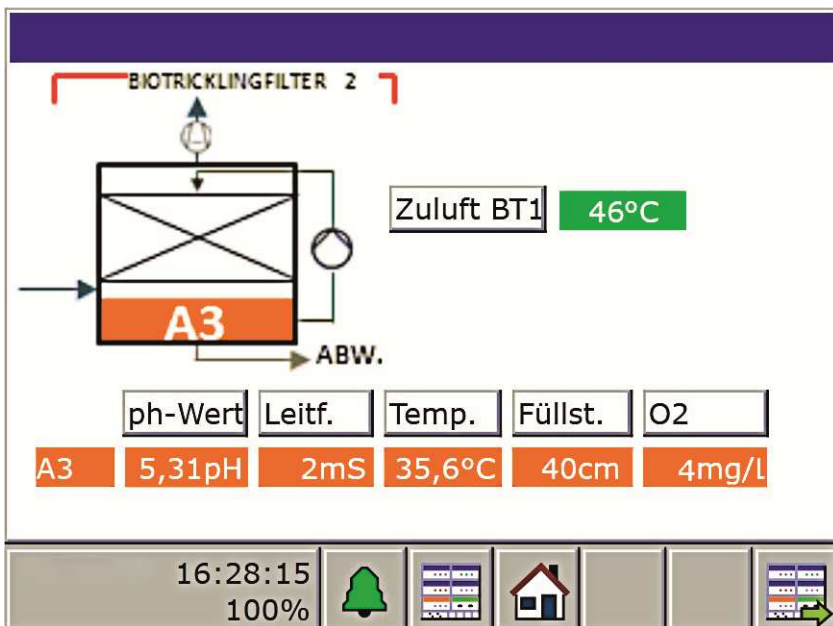 BIOTRICKLINGFILTER 2
Zuluft BT1 46°C
A3
ABW.
ph-Wert Leitf. Temp. Füllst. O2
A3 5,31pH 2mS 35,6°C 40cm 4mg/l
16:28:15
100%